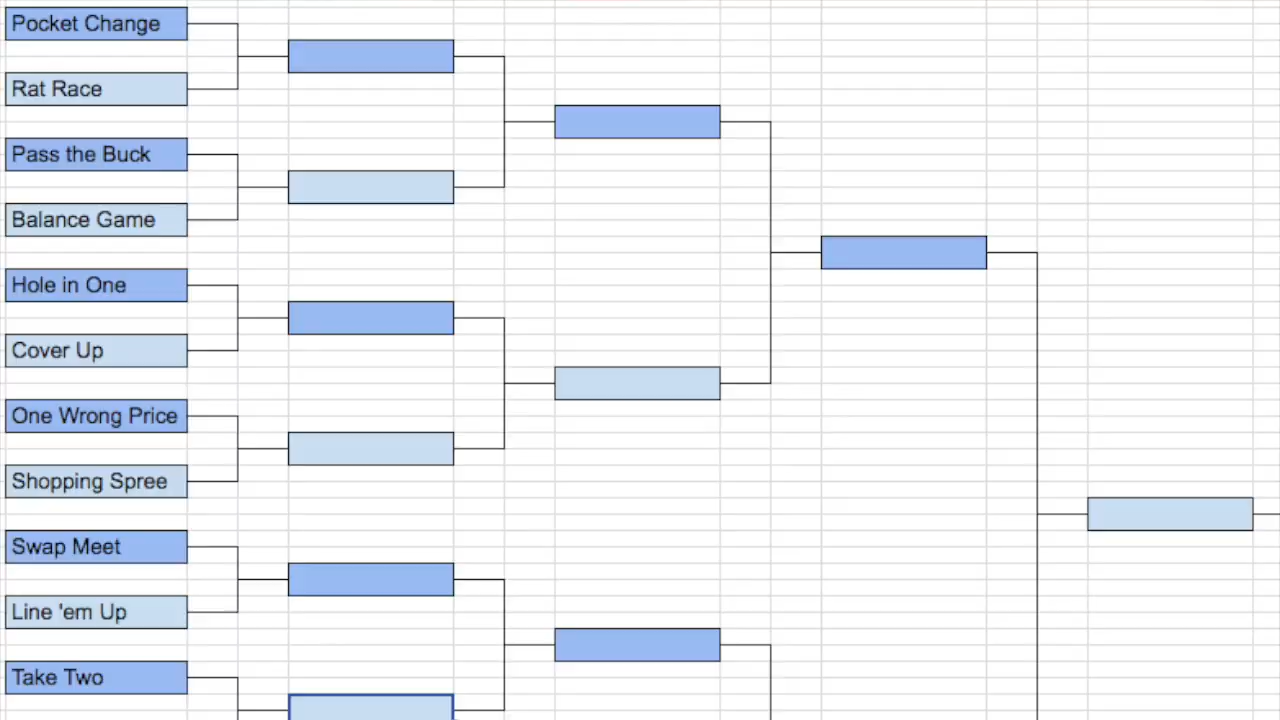 Pocket Change
Rat Race
Pass the Buck
Balance Game
Hole in One
Cover Up
One Wrong Price
Shopping Spree
Swap Meet
Line 'em Up
Take Two